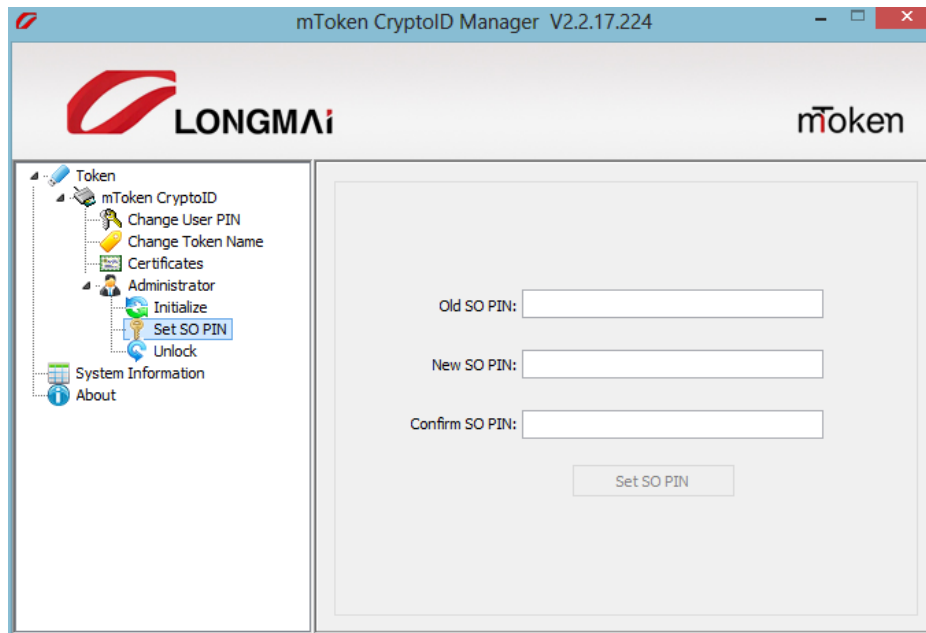 mToken CryptoID Manager V2.2.17.224
LONGMAi
mToken
Token
mToken CryptoID
Change User PIN
Change Token Name
Certificates
Administrator
Initialize
Set SO PIN
Unlock
System Information
About
Old SO PIN:
New SO PIN:
Confirm SO PIN:
Set SO PIN